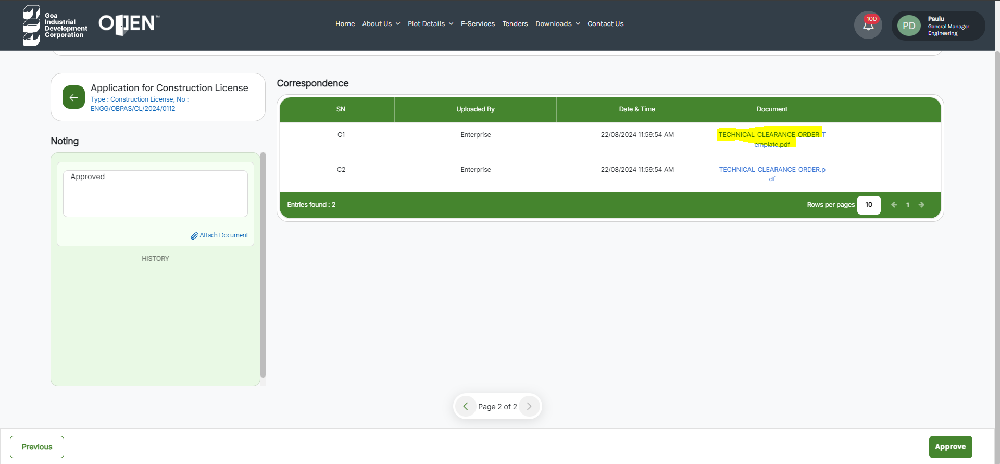 Goa
Industrial
Development
Corporation
OPEN™
Home
About Us
Plot Details
E-Services
Tenders
Downloads
Contact Us
100
PD
Paulu
General Manager
Engineering
Application for Construction License
Type : Construction License, No :
ENGG/OBPAS/CL/2024/0112
Noting
Approved
Attach Document
HISTORY
Correspondence
SN Uploaded By Date & Time Document
C1 Enterprise 22/08/2024 11:59:54 AM TECHNICAL_CLEARANCE_ORDER_T
emplate.pdf
C2 Enterprise 22/08/2024 11:59:54 AM TECHNICAL_CLEARANCE_ORDER.p
df
Entries found : 2
Rows per pages 10 1
Page 2 of 2
Previous
Approve